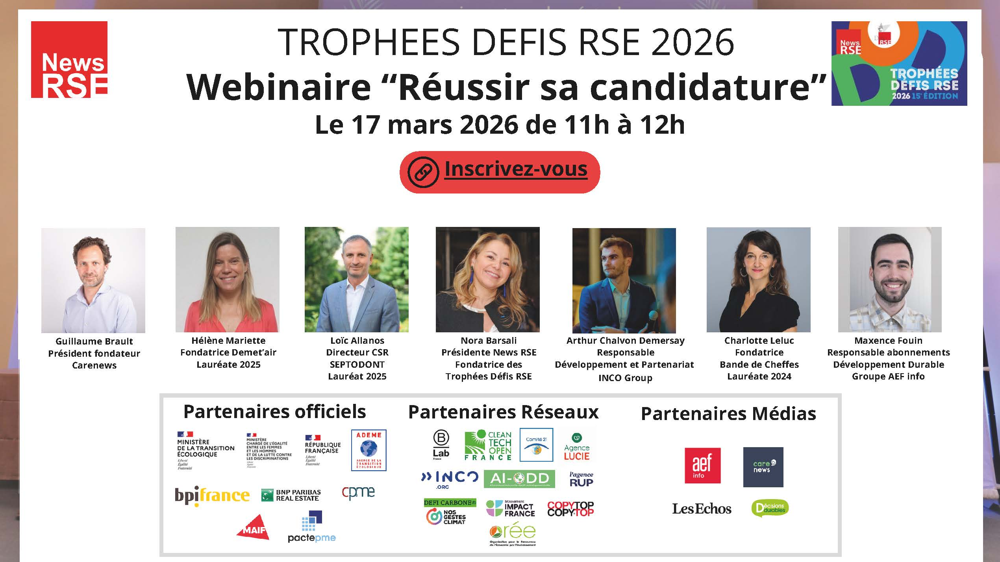 News
RSE
TROPHEES DEFIS RSE 2026
Webinaire “Réussir sa candidature”
Le 17 mars 2026 de 11h à 12h
News
RSE
RSE
TROPHÉES
DÉFIS RSE
2026 15e ÉDITION
Inscrivez-vous
Guillaume Brault
Président fondateur
Carenews
Hélène Mariette
Fondatrice Demet’air
Lauréate 2025
Loïc Allanos
Directeur CSR
SEPTODONT
Lauréat 2025
Nora Barsali
Présidente News RSE
Fondatrice des
Trophées Défis RSE
Arthur Chalvon Demersay
Responsable
Développement et Partenariat
INCO Group
Charlotte Leluc
Fondatrice
Bande de Cheffes
Lauréate 2024
Maxence Fouin
Responsable abonnements
Développement Durable
Groupe AEF info
Partenaires officiels
MINISTÈRE
DE LA TRANSITION
ÉCOLOGIQUE
Liberté
Égalité
Fraternité
MINISTÈRE
CHARGÉ DE L'ÉGALITÉ
ENTRE LES FEMMES
ET LES HOMMES
ET DE LA LUTTE CONTRE
LES DISCRIMINATIONS
Liberté
Égalité
Fraternité
RÉPUBLIQUE
FRANÇAISE
Liberté
Égalité
Fraternité
ADEME
AGENCE DE LA
TRANSITION
ÉCOLOGIQUE
bpifrance
BNP PARIBAS
REAL ESTATE
cpme
MAIF
pactepme
Partenaires Réseaux
B
Lab
France
CLEAN
TECH
OPEN
FRANCE
Comité 21
Agence
LUCIE
INCO
.ORG
AI-ODD
l'agence
RUP
DEFI CARBONE®
NOS
GESTES
CLIMAT
Mouvement
IMPACT
FRANCE
COPYTOP
COPYTOP
orée
Organisation pour le Renouveau
de l'Économie par l'Environnement
Partenaires Médias
aef
info
care
news
Les Echos
Décisions
durables